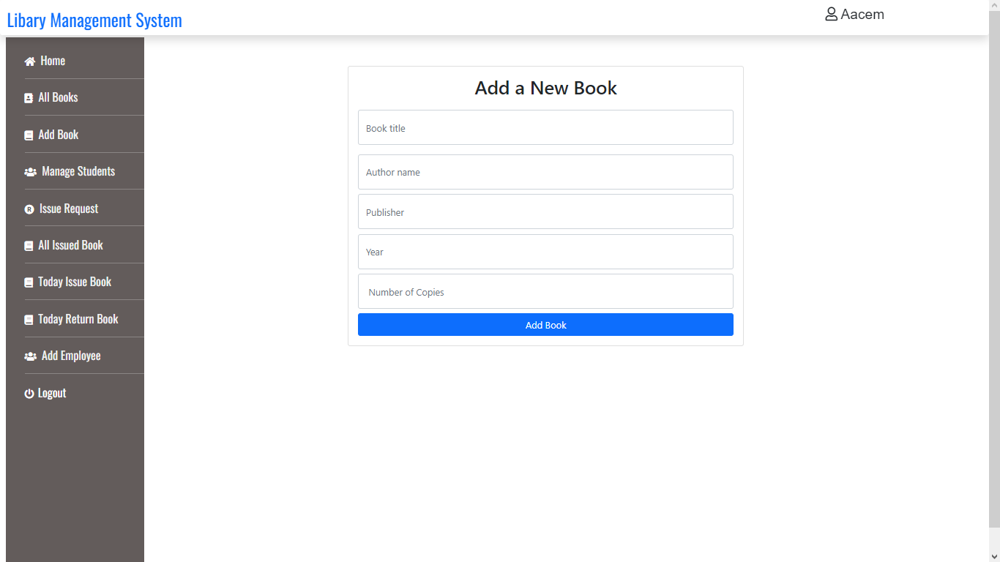 Libary Management System
Aacem
Home
All Books
Add Book
Manage Students
Issue Request
All Issued Book
Today Issue Book
Today Return Book
Add Employee
Logout
Add a New Book
Book title
Author name
Publisher
Year
Number of Copies
Add Book